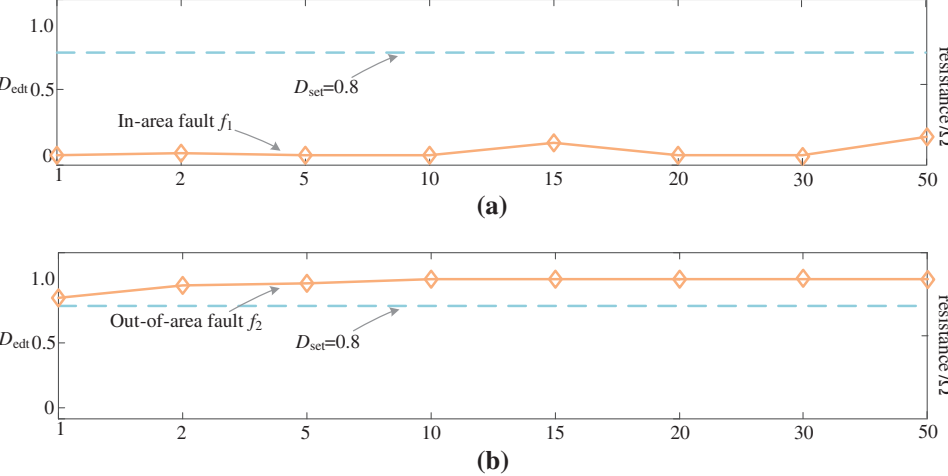 1.0
D_set=0.8
D_edt 0.5
In-area fault f_1
0
1 2 5 10 15 20 30 50
resistance/Ω
(a)
1.0
Out-of-area fault f_2
D_set=0.8
D_edt 0.5
0
1 2 5 10 15 20 30 50
resistance/Ω
(b)